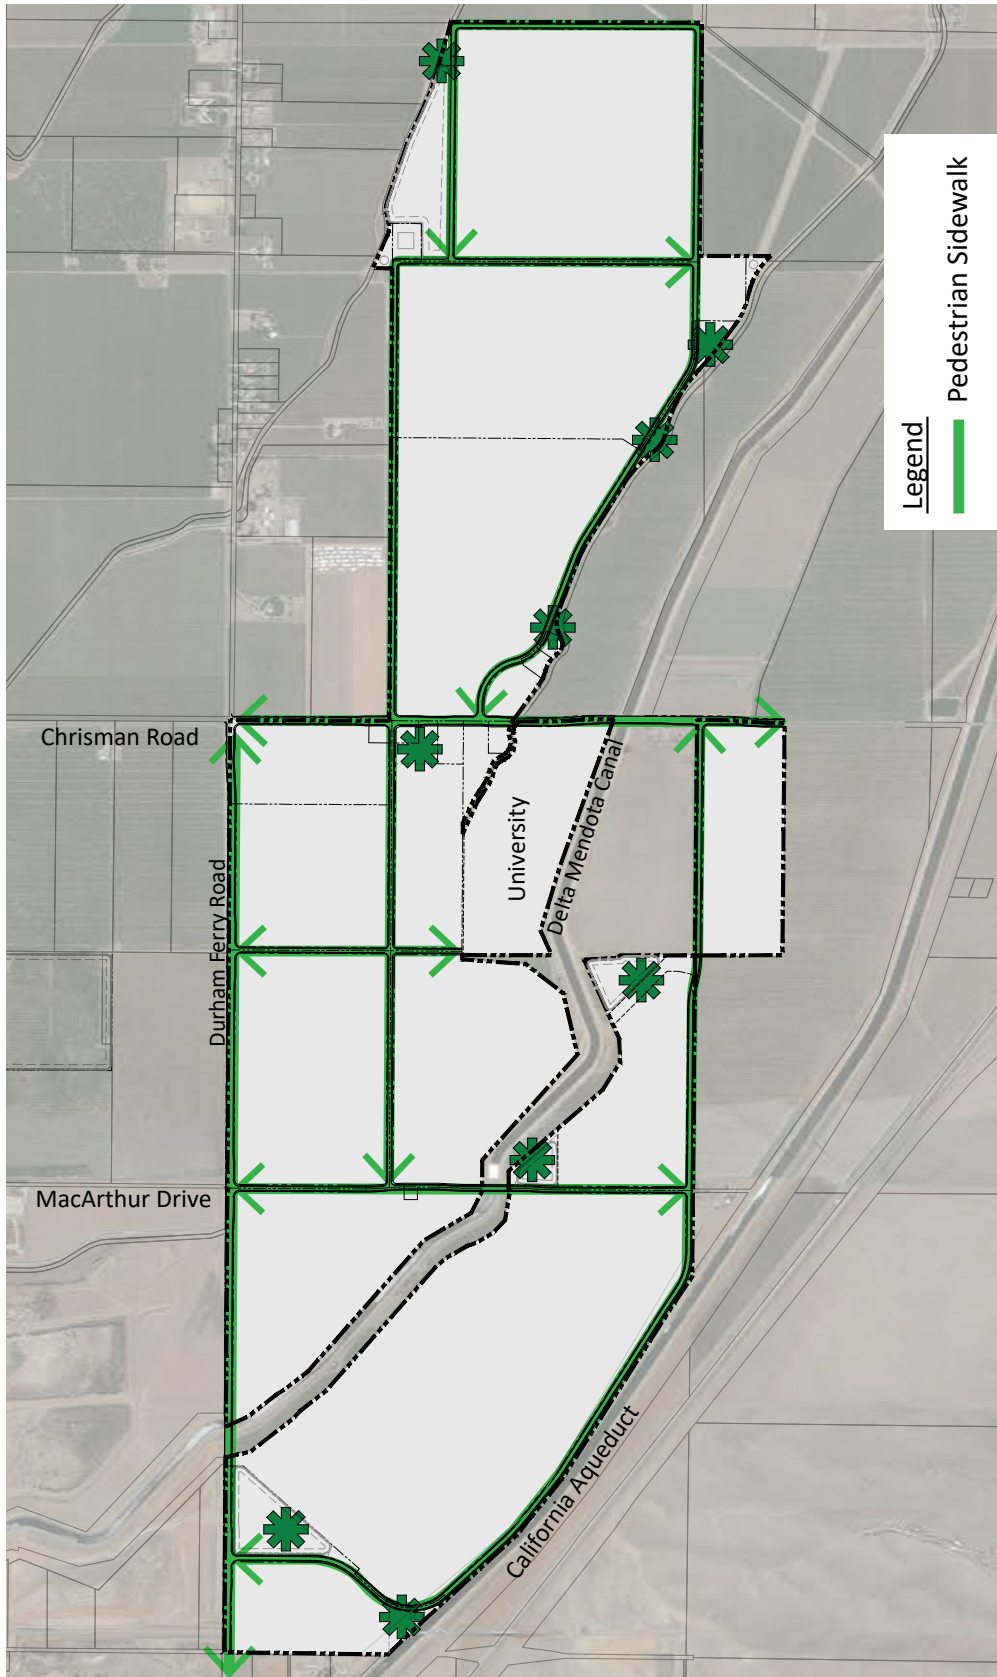 Chrisman Road
Durham Ferry Road
University
Delta Mendota Canal
MacArthur Drive
California Aqueduct
Legend
Pedestrian Sidewalk